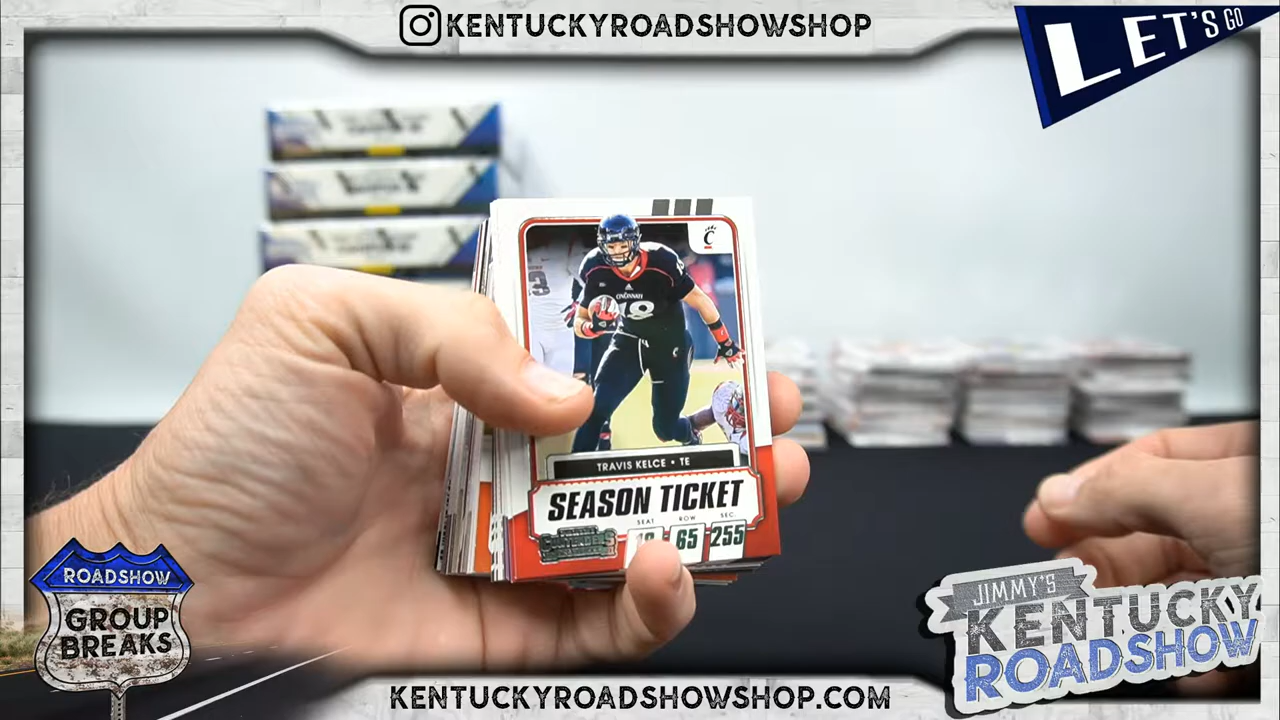 KENTUCKYROADSHOWSHOP
LET'S GO
C
CINCINNATI
18
TRAVIS KELCE • TE
SEASON TICKET
SEAT ROW SEC
65 255
CONTENDERS
ROADSHOW
GROUP
BREAKS
JIMMY'S
KENTUCKY
ROADSHOW
KENTUCKYROADSHOWSHOP.COM